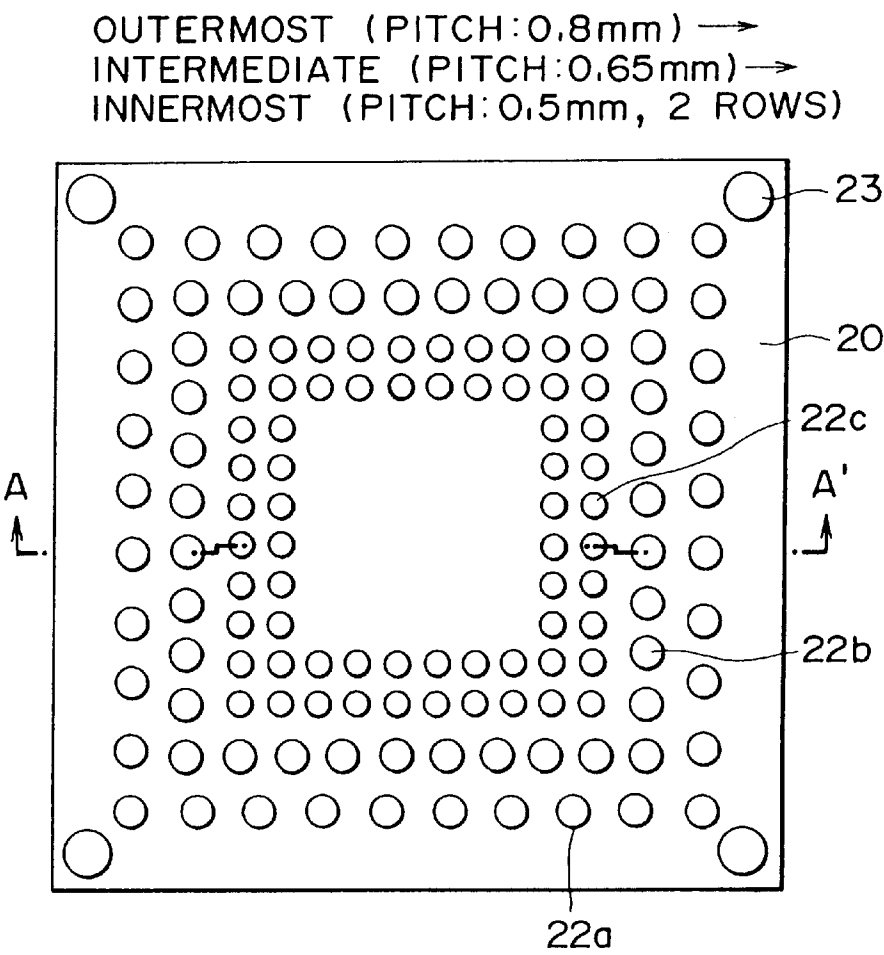 OUTERMOST (PITCH:0.8mm) →
INTERMEDIATE (PITCH:0.65mm) →
INNERMOST (PITCH:0.5mm, 2 ROWS)
23
20
22c
A
A'
22b
22a